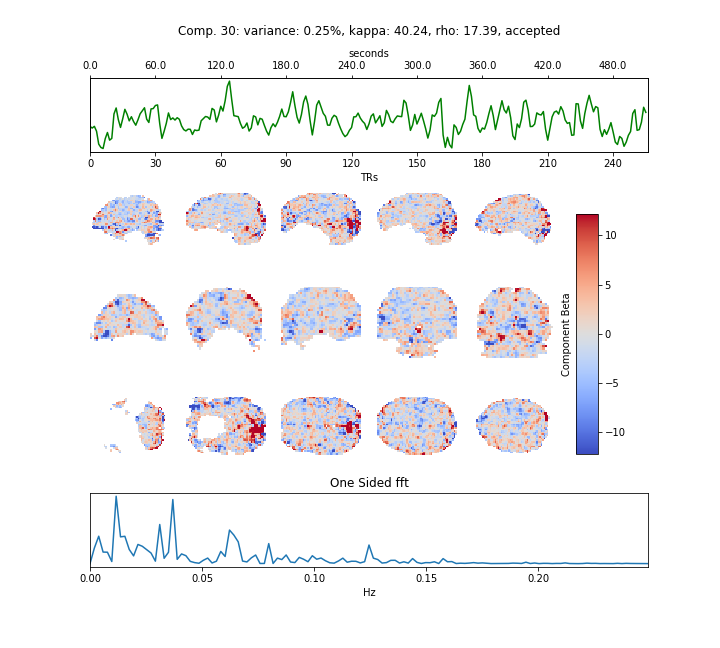 Comp. 30: variance: 0.25%, kappa: 40.24, rho: 17.39, accepted
seconds
0.0 60.0 120.0 180.0 240.0 300.0 360.0 420.0 480.0
0 30 60 90 120 150 180 210 240
TRs
10
5
0
−5
−10
Component Beta
One Sided fft
0.00 0.05 0.10 0.15 0.20
Hz